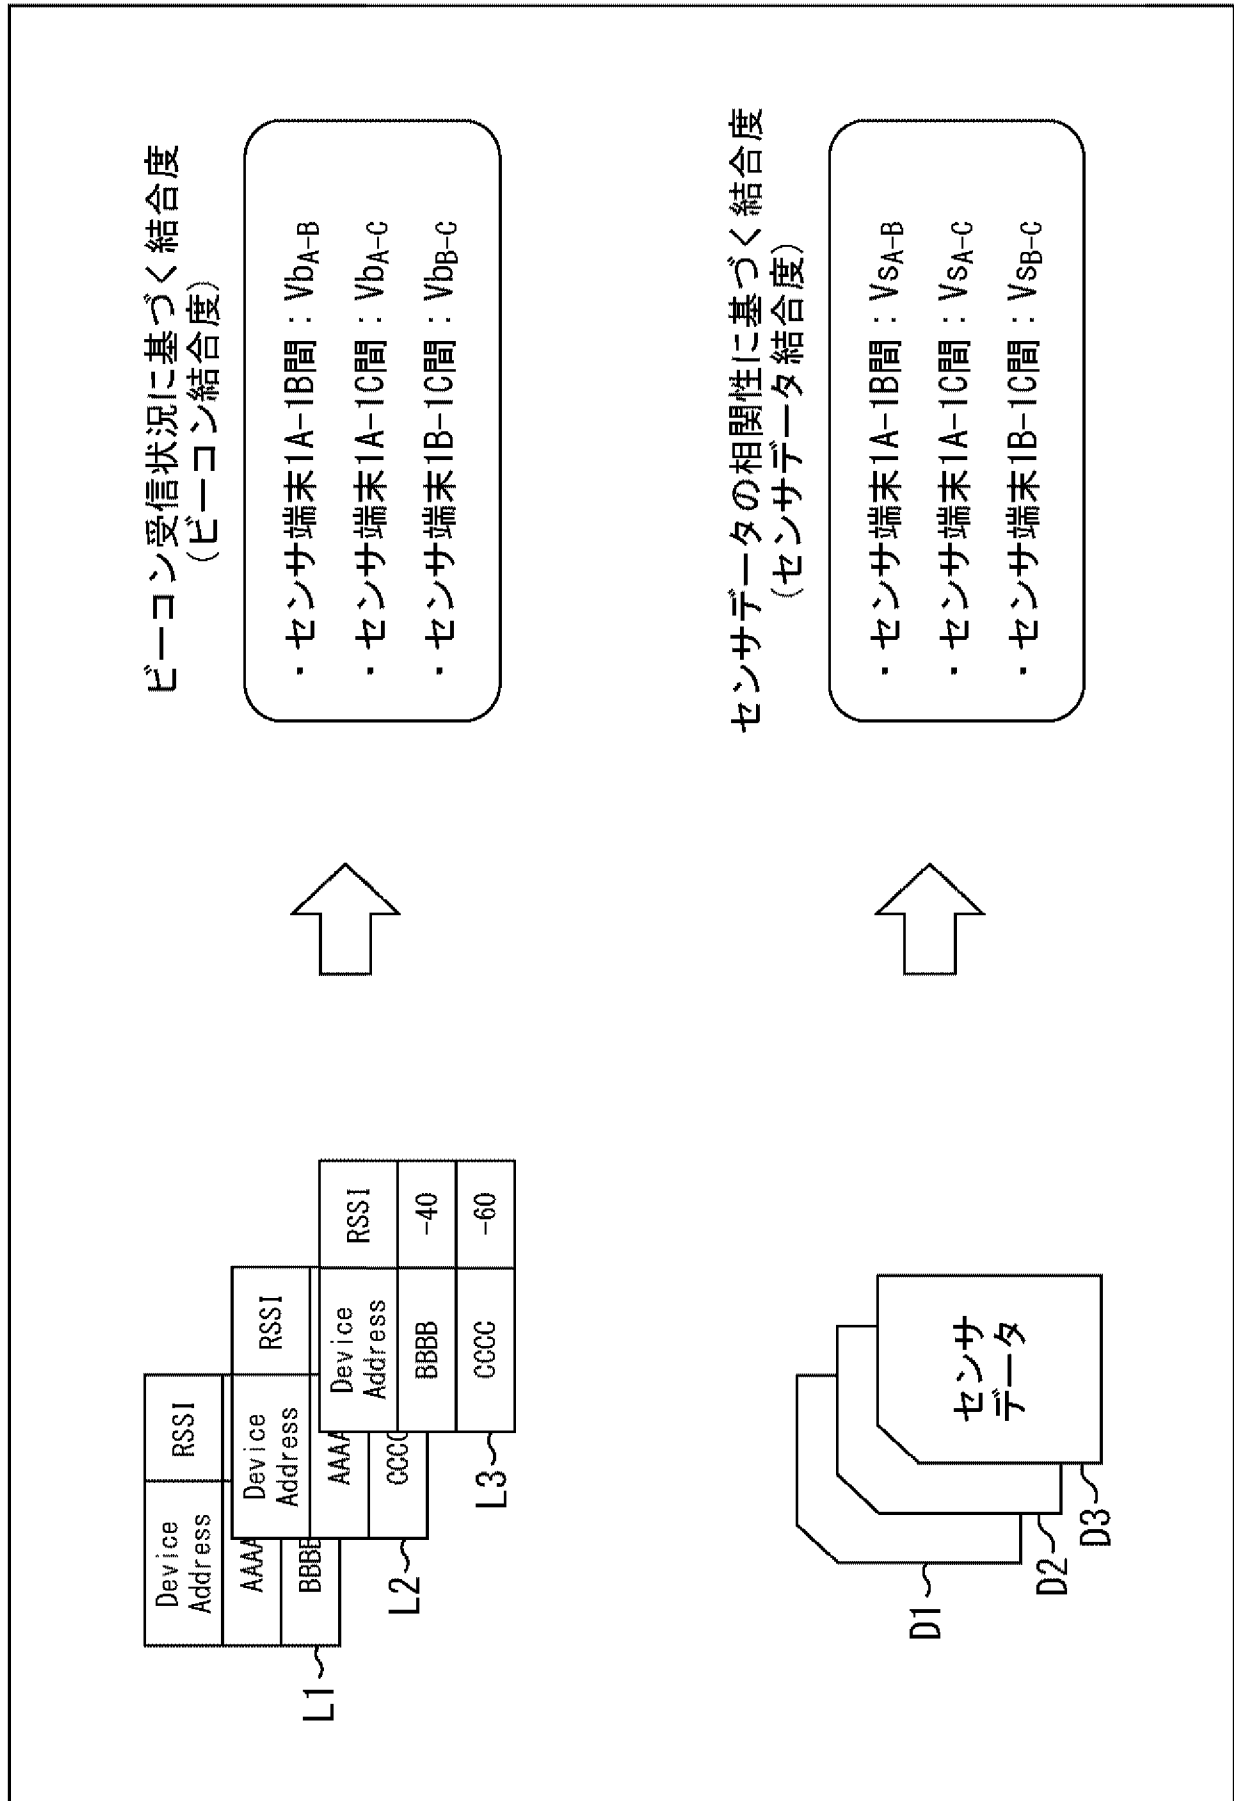 Device Address
RSSI
AAAA
BBBB
L1
Device Address
RSSI
AAAA
CCCC
L2
Device Address
RSSI
BBBB
-40
CCCC
-60
L3
ビーコン受信状況に基づく結合度
(ビーコン結合度)
・センサ端末1A-1B間:VbA-B
・センサ端末1A-1C間:VbA-C
・センサ端末1B-1C間:VbB-C
D1
D2
D3
センサ
データ
センサデータの相関性に基づく結合度
(センサデータ結合度)
・センサ端末1A-1B間:VsA-B
・センサ端末1A-1C間:VsA-C
・センサ端末1B-1C間:VsB-C